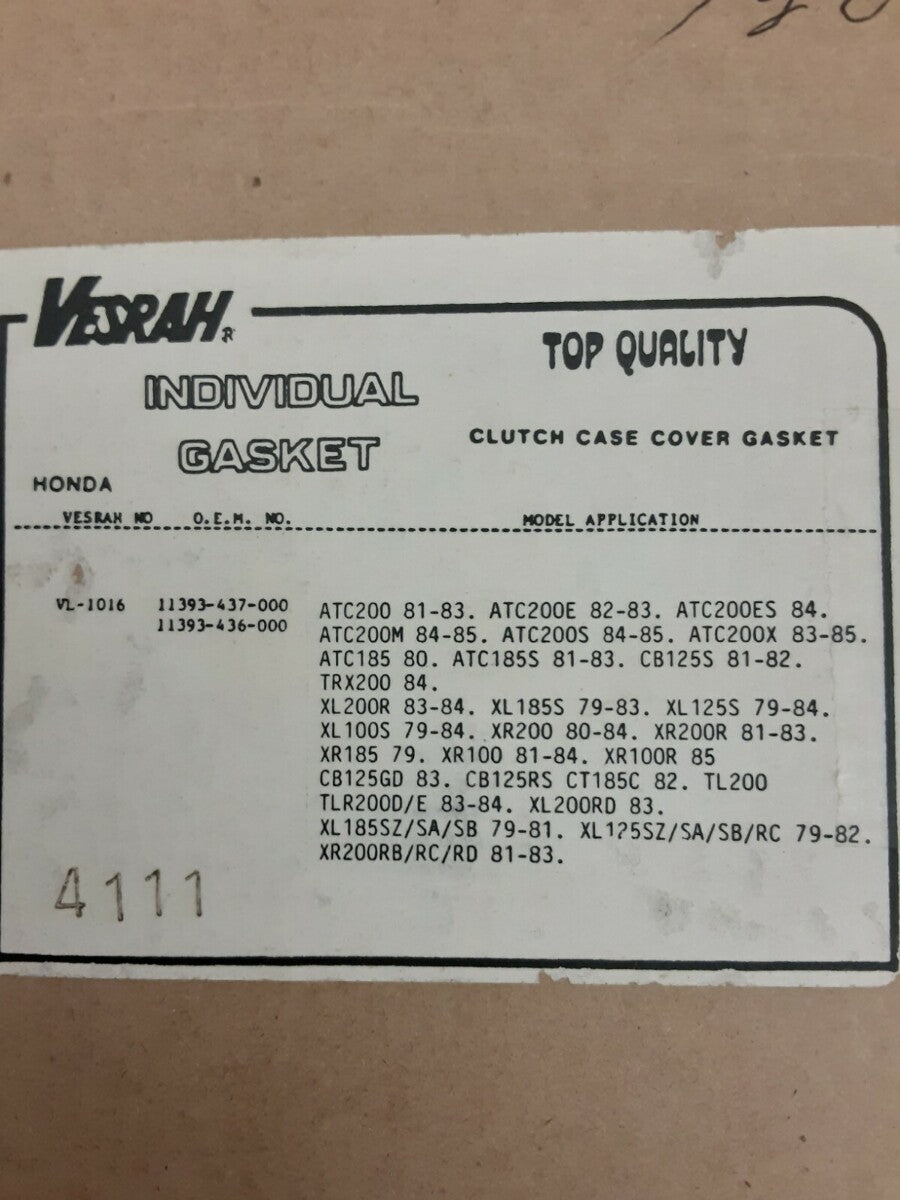 VESRAH R
TOP QUALITY
INDIVIDUAL
GASKET
CLUTCH CASE COVER GASKET
HONDA
VESRAH NO O.E.M. NO. MODEL APPLICATION
VL-1016 11393-437-000 ATC200 81-83. ATC200E 82-83. ATC200ES 84.
11393-436-000 ATC200M 84-85. ATC200S 84-85. ATC200X 83-85.
ATC185 80. ATC185S 81-83. CB125S 81-82.
TRX200 84.
XL200R 83-84. XL185S 79-83. XL125S 79-84.
XL100S 79-84. XR200 80-84. XR200R 81-83.
XR185 79. XR100 81-84. XR100R 85
CB125GD 83. CB125RS CT185C 82. TL200
TLR200D/E 83-84. XL200RD 83.
XL185SZ/SA/SB 79-81. XL125SZ/SA/SB/RC 79-82.
XR200RB/RC/RD 81-83.
4111